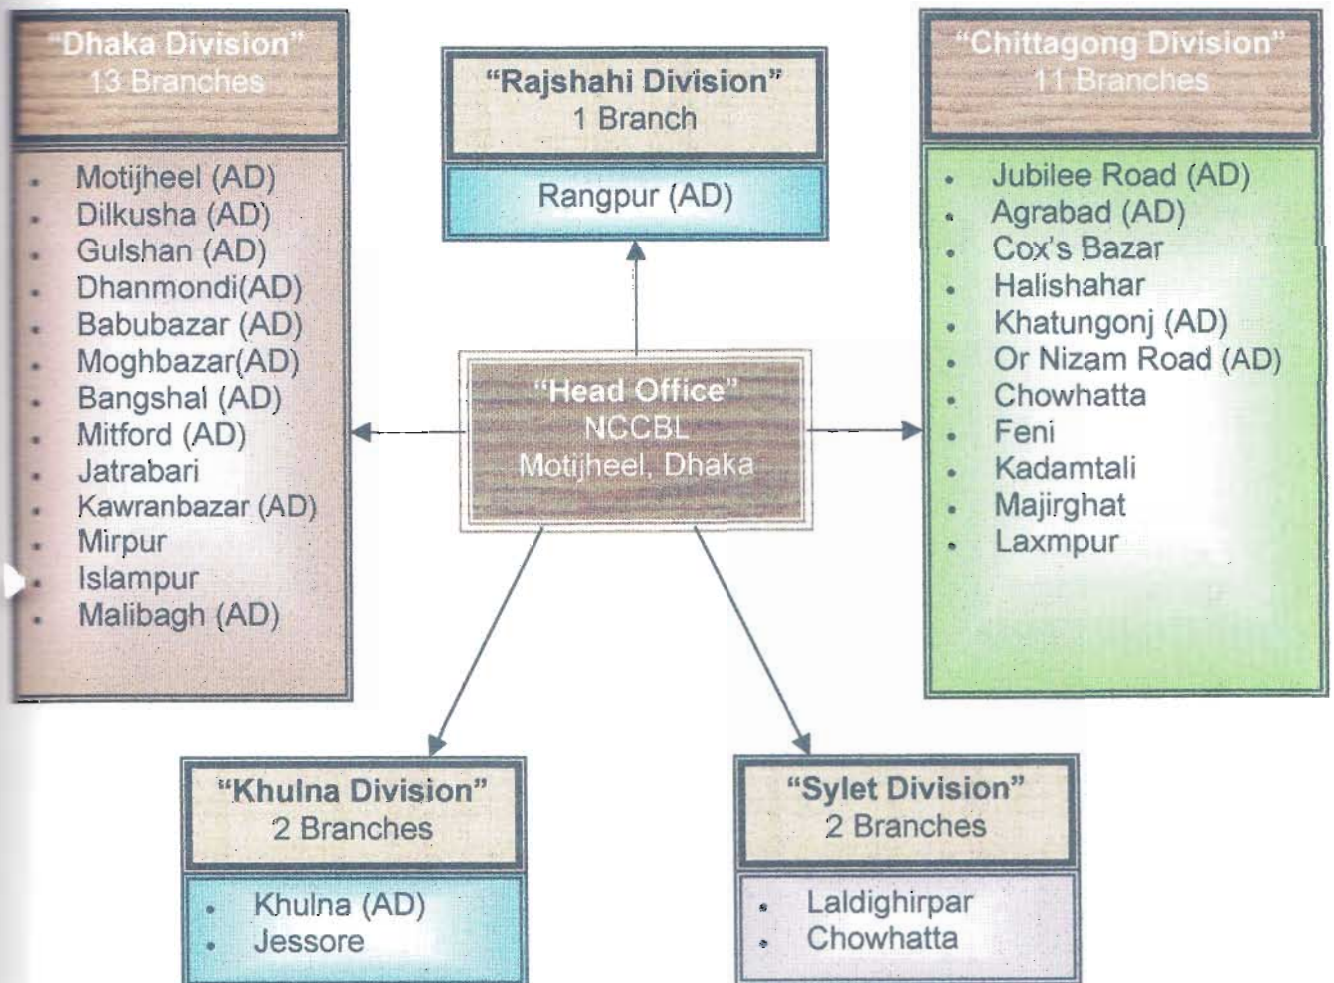 "Dhaka Division"
13 Branches
• Motijheel (AD)
• Dilkusha (AD)
• Gulshan (AD)
• Dhanmondi(AD)
• Babubazar (AD)
• Moghbazar(AD)
• Bangshal (AD)
• Mitford (AD)
• Jatrabari
• Kawranbazar (AD)
• Mirpur
• Islampur
• Malibagh (AD)
"Rajshahi Division"
1 Branch
Rangpur (AD)
"Chittagong Division"
11 Branches
• Jubilee Road (AD)
• Agrabad (AD)
• Cox's Bazar
• Halishahar
• Khatungonj (AD)
• Or Nizam Road (AD)
• Chowhatta
• Feni
• Kadamtali
• Majirghat
• Laxmpur
"Head Office"
NCCBL
Motijheel, Dhaka
"Khulna Division"
2 Branches
• Khulna (AD)
• Jessore
"Sylet Division"
2 Branches
• Laldighirpar
• Chowhatta